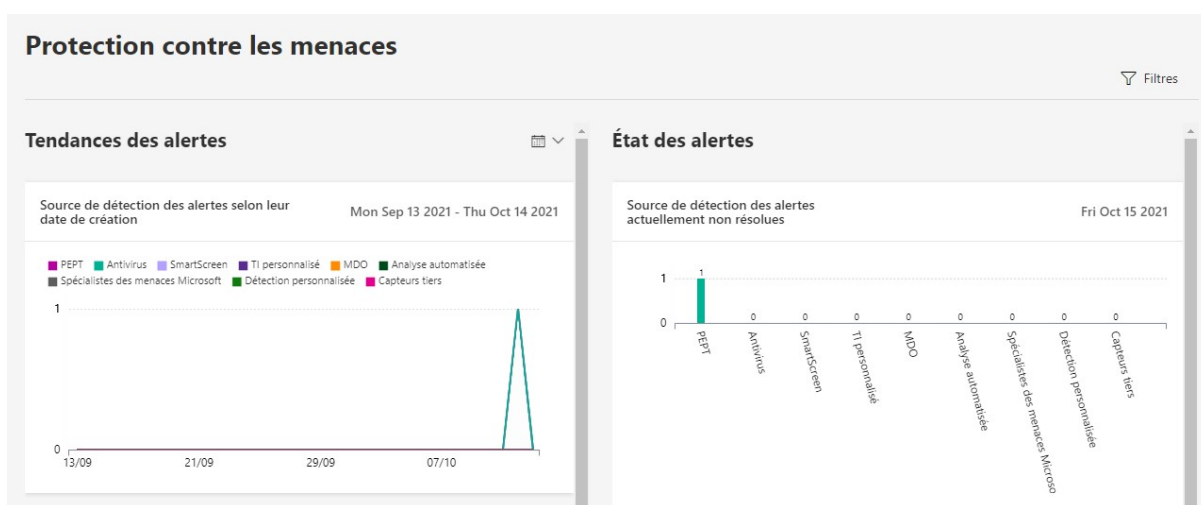 Protection contre les menaces
Filtres
Tendances des alertes
Source de détection des alertes selon leur
date de création
Mon Sep 13 2021 - Thu Oct 14 2021
PEPT Antivirus SmartScreen TI personnalisé MDO Analyse automatisée
Spécialistes des menaces Microsoft Détection personnalisée Capteurs tiers
1
0
13/09 21/09 29/09 07/10
État des alertes
Source de détection des alertes
actuellement non résolues
Fri Oct 15 2021
1
0
1 0 0 0 0 0 0 0 0
PEPT
Antivirus
SmartScreen
TI personnalisé
MDO
Analyse automatisée
Spécialistes des menaces Microso
Détection personnalisée
Capteurs tiers